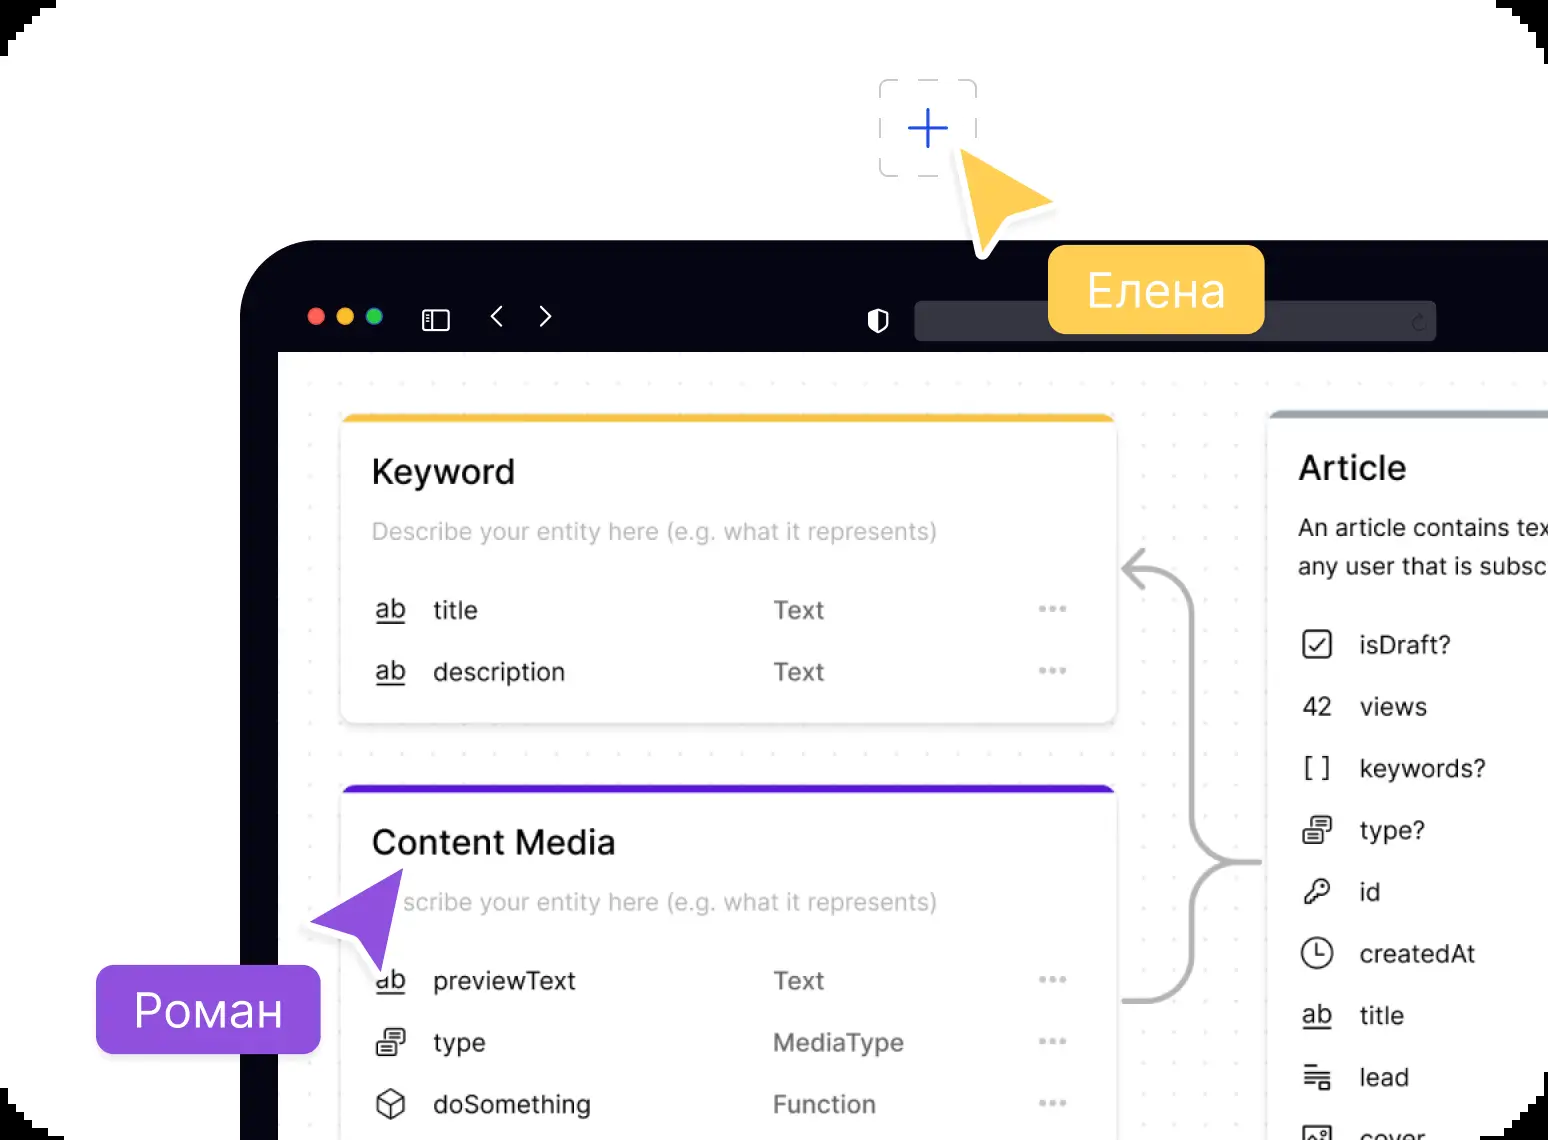 Елена
Keyword
Describe your entity here (e.g. what it represents)
ab title Text
ab description Text
Content Media
scribe your entity here (e.g. what it represents)
ab previewText Text
type MediaType
doSomething Function
Роман
Article
An article contains
any user that is
isDraft?
42 views
[ ] keywords?
type?
id
createdAt
ab title
lead
cover